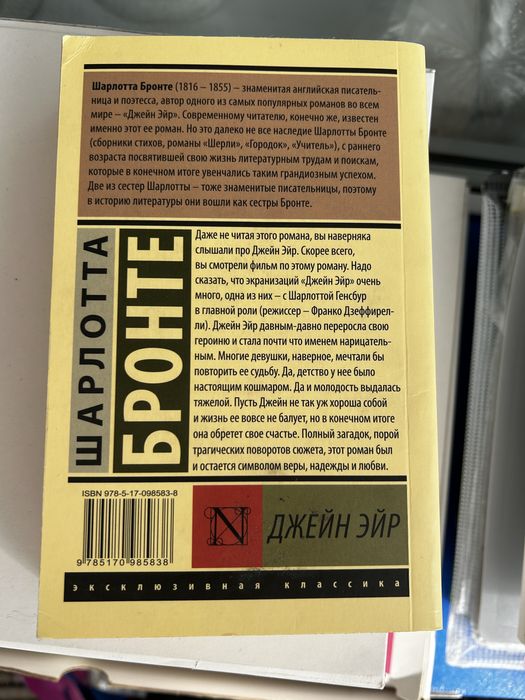 Шарлотта Бронте (1816 – 1855) – знаменитая английская писатель-
ница и поэтесса, автор одного из самых популярных романов во всем
мире – «Джейн Эйр». Современному читателю, конечно же, известен
именно этот ее роман. Но это далеко не все наследие Шарлотты Бронте
(сборники стихов, романы «Шерли», «Городок», «Учитель»), с раннего
возраста посвятившей свою жизнь литературным трудам и поискам,
которые в конечном итоге увенчались таким грандиозным успехом.
Две из сестер Шарлотты – тоже знаменитые писательницы, поэтому
в историю литературы они вошли как сестры Бронте.
ШАРЛОТТА
БРОНТЕ
Даже не читая этого романа, вы наверняка
слышали про Джейн Эйр. Скорее всего,
вы смотрели фильм по этому роману. Надо
сказать, что экранизаций «Джейн Эйр» очень
много, одна из них – с Шарлоттой Генсбур
в главной роли (режиссер – Франко Дзеффирел-
ли). Джейн Эйр давным-давно переросла свою
героиню и стала почти что именем нарицатель-
ным. Многие девушки, наверное, мечтали бы
повторить ее судьбу. Да, детство у нее было
настоящим кошмаром. Да и молодость выдалась
тяжелой. Пусть Джейн не так уж хороша собой
и жизнь ее вовсе не балует, но в конечном итоге
она обретет свое счастье. Полный загадок, порой
трагических поворотов сюжета, этот роман был
и остается символом веры, надежды и любви.
ISBN 978-5-17-098583-8
9 785170 985838
N
ДЖЕЙН ЭЙР
ЭКСКЛЮЗИВНАЯ КЛАССИКА